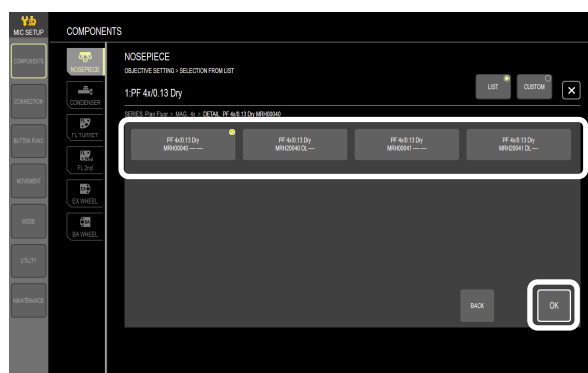 MIC SETUP
COMPONENTS
COMPONENTS
CONNECTION
BUTTON FUNC
MOVEMENT
MODE
UTILITY
MAINTENANCE
NOSEPIECE
CONDENSER
FL TURRET
FL 2nd
EX WHEEL
BA WHEEL
NOSEPIECE
OBJECTIVE SETTING > SELECTION FROM LIST
1:PF 4x/0.13 Dry
LIST
CUSTOM
SERIES Plan Fluor > MAG. 4x > DETAIL PF 4x/0.13 Dry MRH00040
PF 4x/0.13 Dry
MRH00040 -- --
PF 4x/0.13 Dry
MRH20040 DL --
PF 4x/0.13 Dry
MRH00041 -- --
PF 4x/0.13 Dry
MRH20041 DL --
BACK
OK